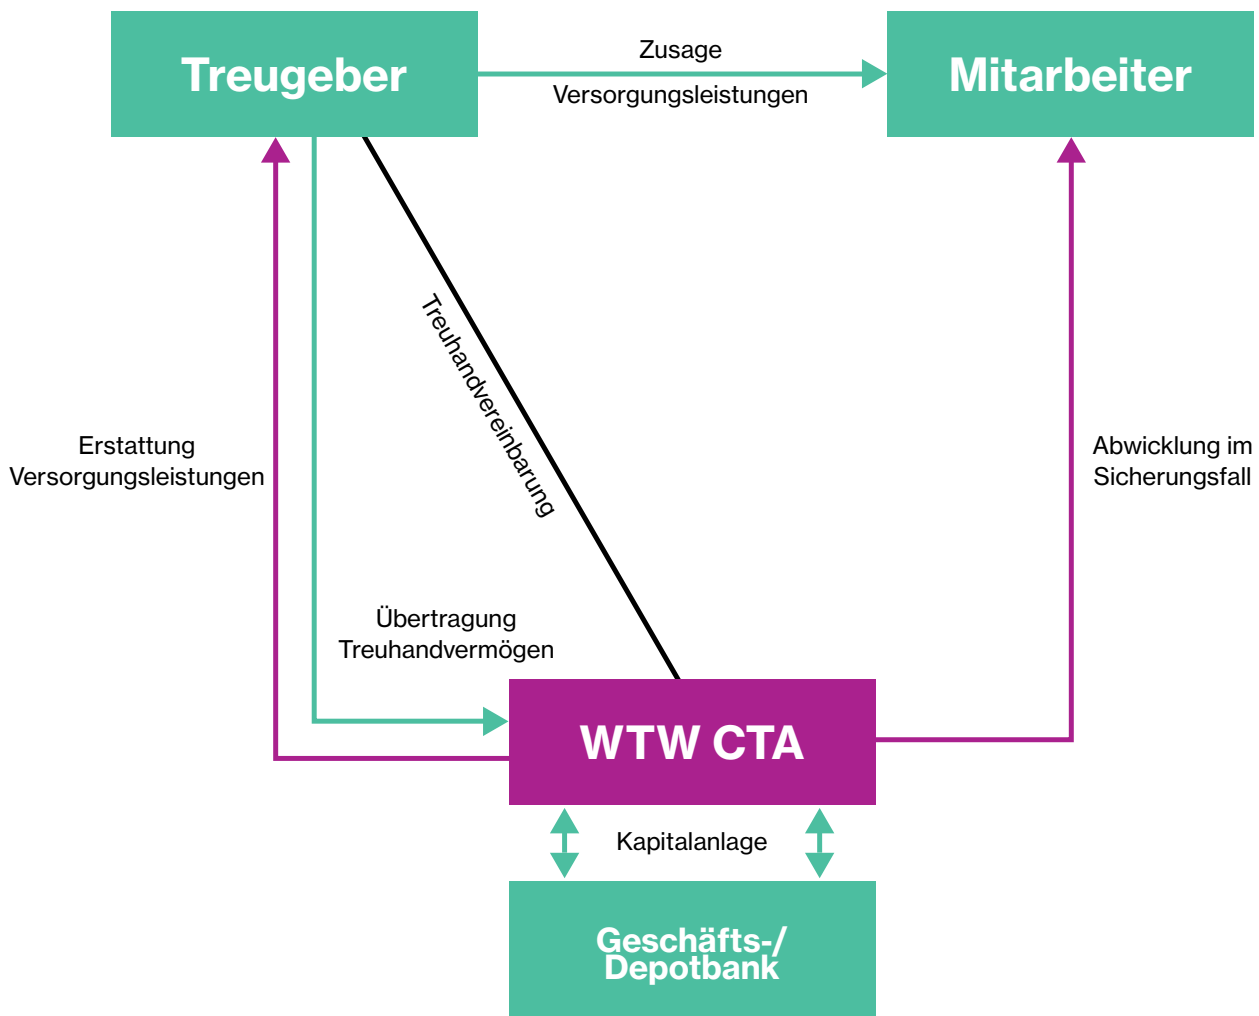 Treugeber
Zusage
Versorgungsleistungen
Mitarbeiter
Treuhandvereinbarung
Erstattung
Versorgungsleistungen
Abwicklung im
Sicherungsfall
Übertragung
Treuhandvermögen
WTW CTA
Kapitalanlage
Geschäfts-/
Depotbank